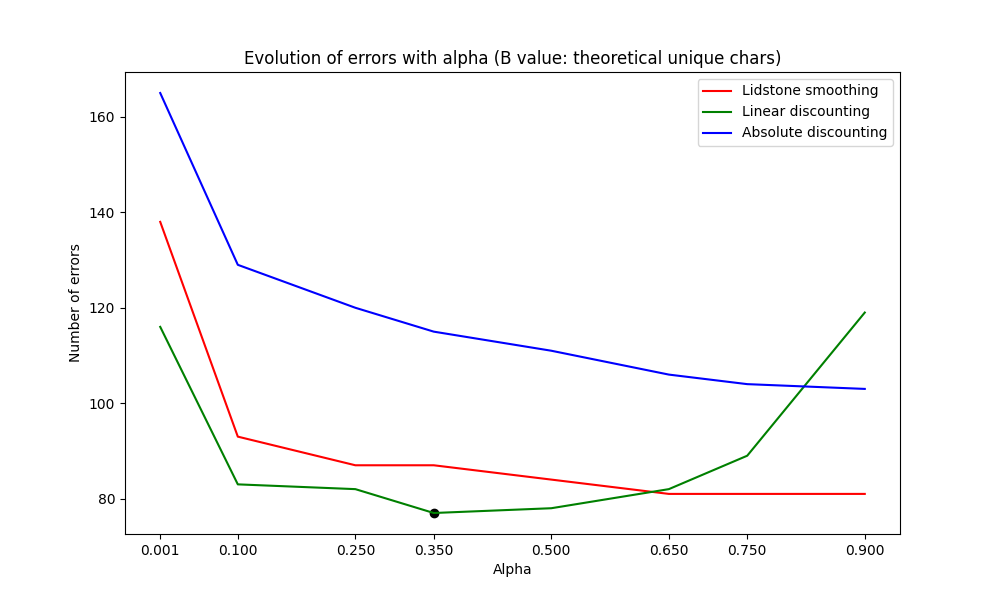 Evolution of errors with alpha (B value: theoretical unique chars)
Lidstone smoothing
Linear discounting
Absolute discounting
Number of errors
160
140
120
100
80
0.001 0.100 0.250 0.350 0.500 0.650 0.750 0.900
Alpha